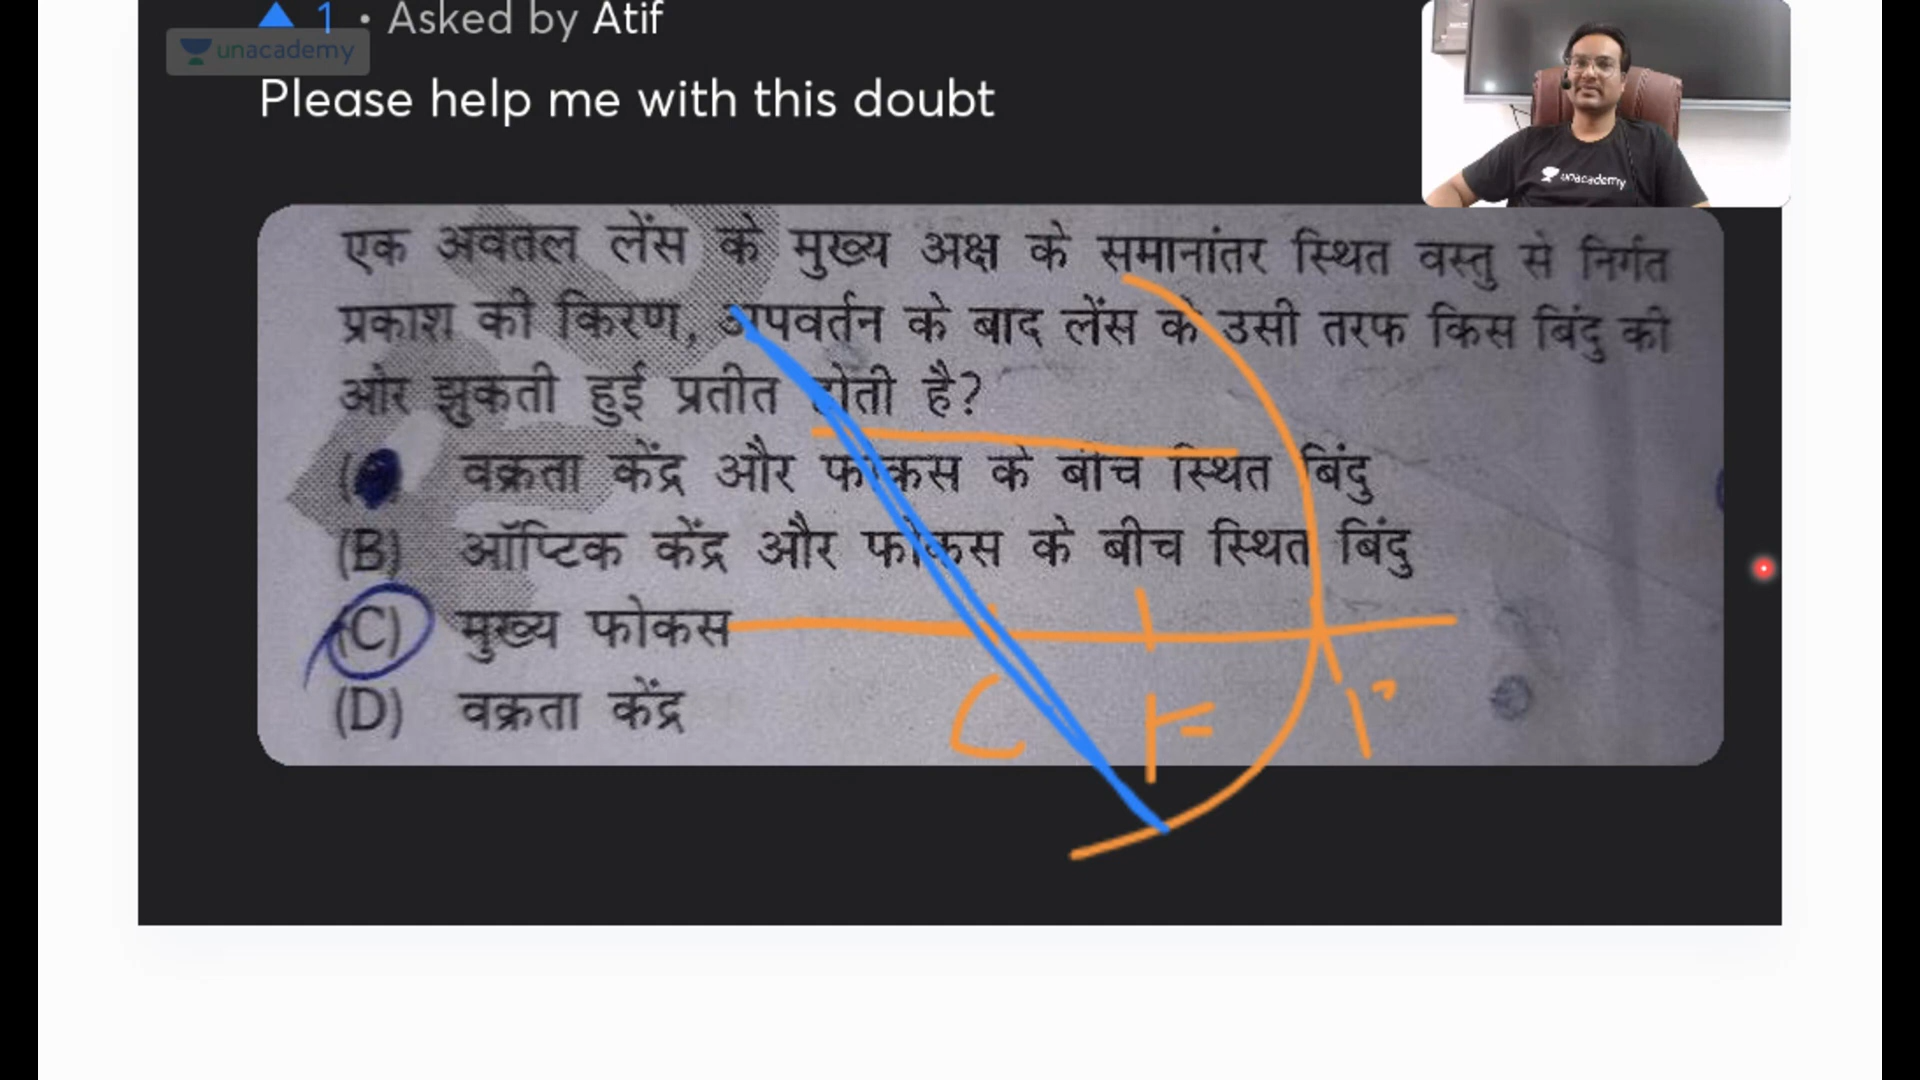 1 • Asked by Atif
unacademy
Please help me with this doubt
unacademy
एक अवतल लेंस के मुख्य अक्ष के समानांतर स्थित वस्तु से निर्गत
प्रकाश की किरण, अपवर्तन के बाद लेंस के उसी तरफ किस बिंदु की
ओर झुकती हुई प्रतीत होती है?
वक्रता केंद्र और फोकस के बीच स्थित बिंदु
(B) ऑप्टिक केंद्र और फोकस के बीच स्थित बिंदु
(C) मुख्य फोकस
(D) वक्रता केंद्र
C F P